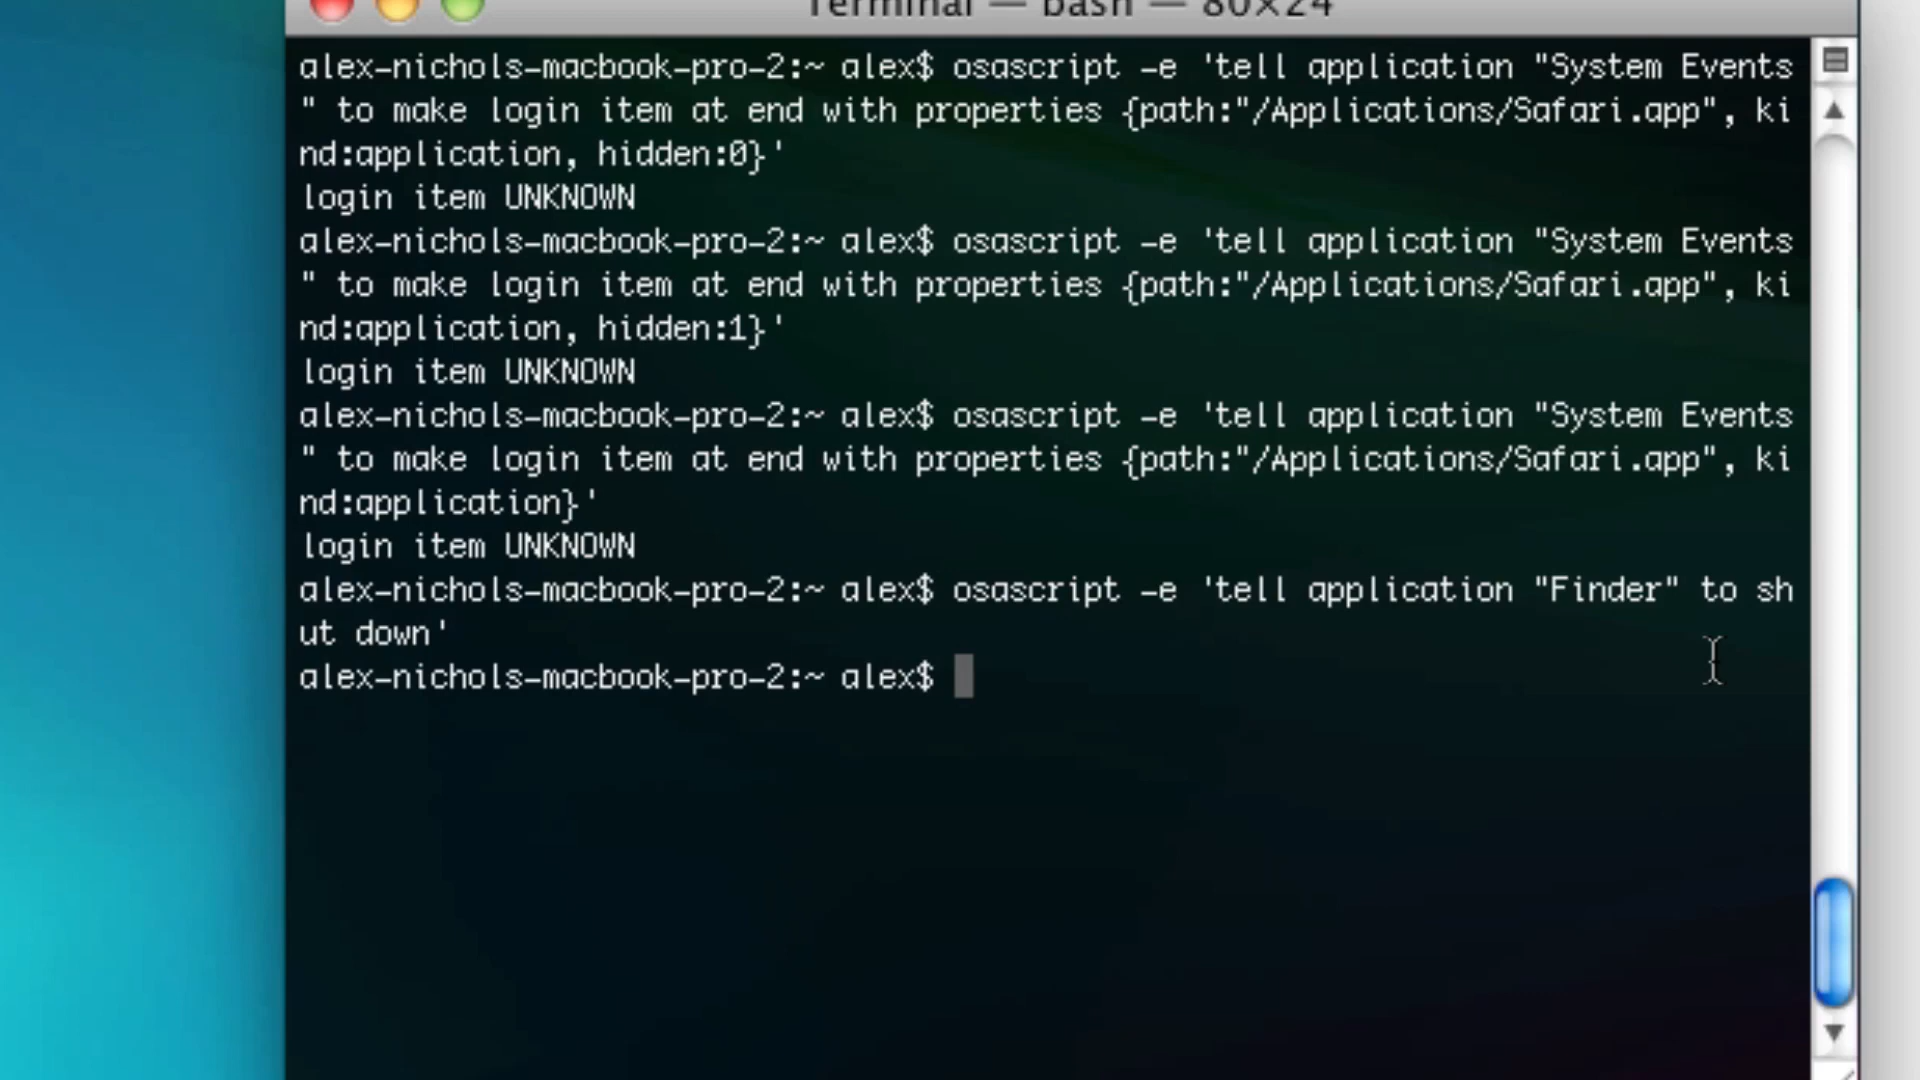 Terminal — bash — 80×24
alex-nichols-macbook-pro-2:~ alex$ osascript -e 'tell application "System Events
" to make login item at end with properties {path:"/Applications/Safari.app", ki
nd:application, hidden:0}'
login item UNKNOWN
alex-nichols-macbook-pro-2:~ alex$ osascript -e 'tell application "System Events
" to make login item at end with properties {path:"/Applications/Safari.app", ki
nd:application, hidden:1}'
login item UNKNOWN
alex-nichols-macbook-pro-2:~ alex$ osascript -e 'tell application "System Events
" to make login item at end with properties {path:"/Applications/Safari.app", ki
nd:application}'
login item UNKNOWN
alex-nichols-macbook-pro-2:~ alex$ osascript -e 'tell application "Finder" to sh
ut down'
alex-nichols-macbook-pro-2:~ alex$